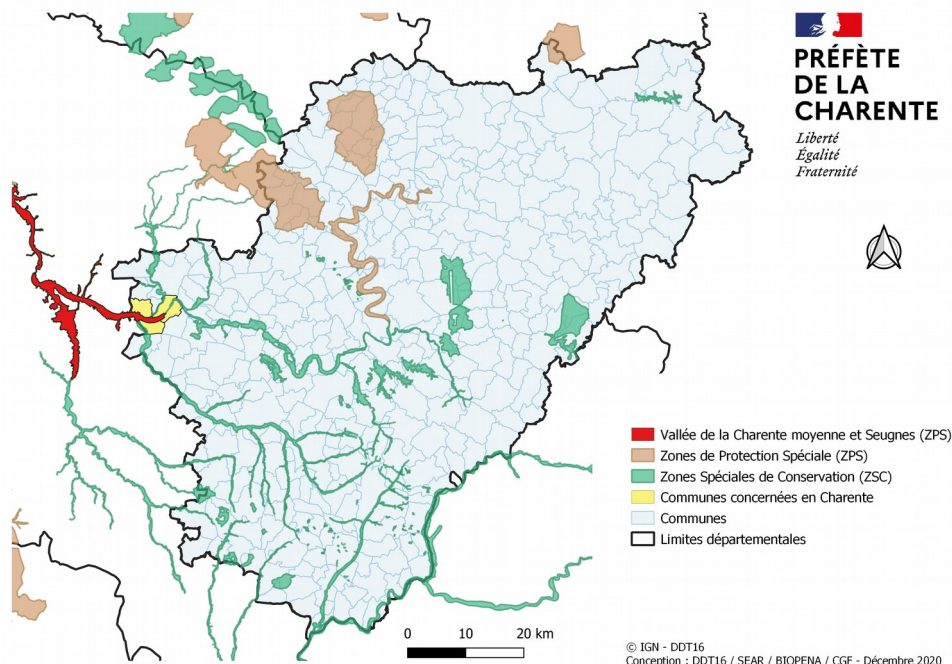 PRÉFÈTE
DE LA
CHARENTE
Liberté
Égalité
Fraternité
Vallée de la Charente moyenne et Seugnes (ZPS)
Zones de Protection Spéciale (ZPS)
Zones Spéciales de Conservation (ZSC)
Communes concernées en Charente
Communes
Limites départementales
0 10 20 km
© IGN - DDT16
Conception : DDT16 / SEAR / BIOPENA / CGF - Décembre 2020